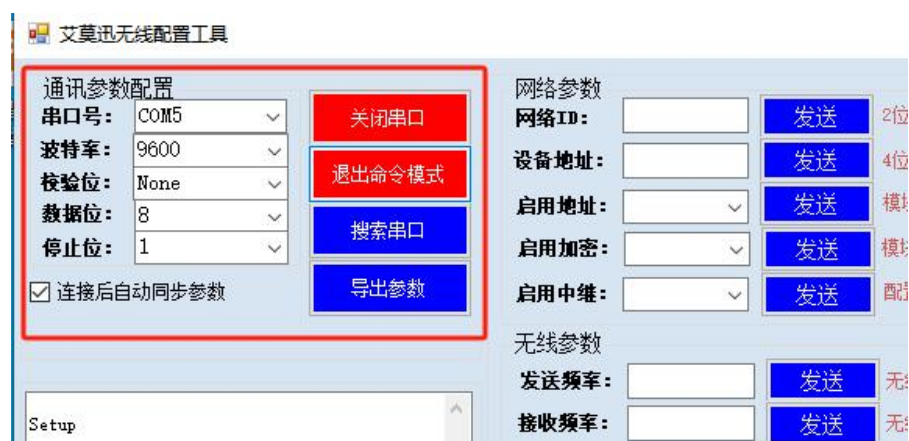 艾莫迅无线配置工具
通讯参数配置
串口号: COM5
波特率: 9600
校验位: None
数据位: 8
停止位: 1
连接后自动同步参数
关闭串口
退出命令模式
搜索串口
导出参数
Setup
网络参数
网络ID: 发送 2位
设备地址: 发送 4位
启用地址: 发送 模块
启用加密: 发送 模块
启用中继: 发送 配置
无线参数
发送频率: 发送 无线
接收频率: 发送 无线